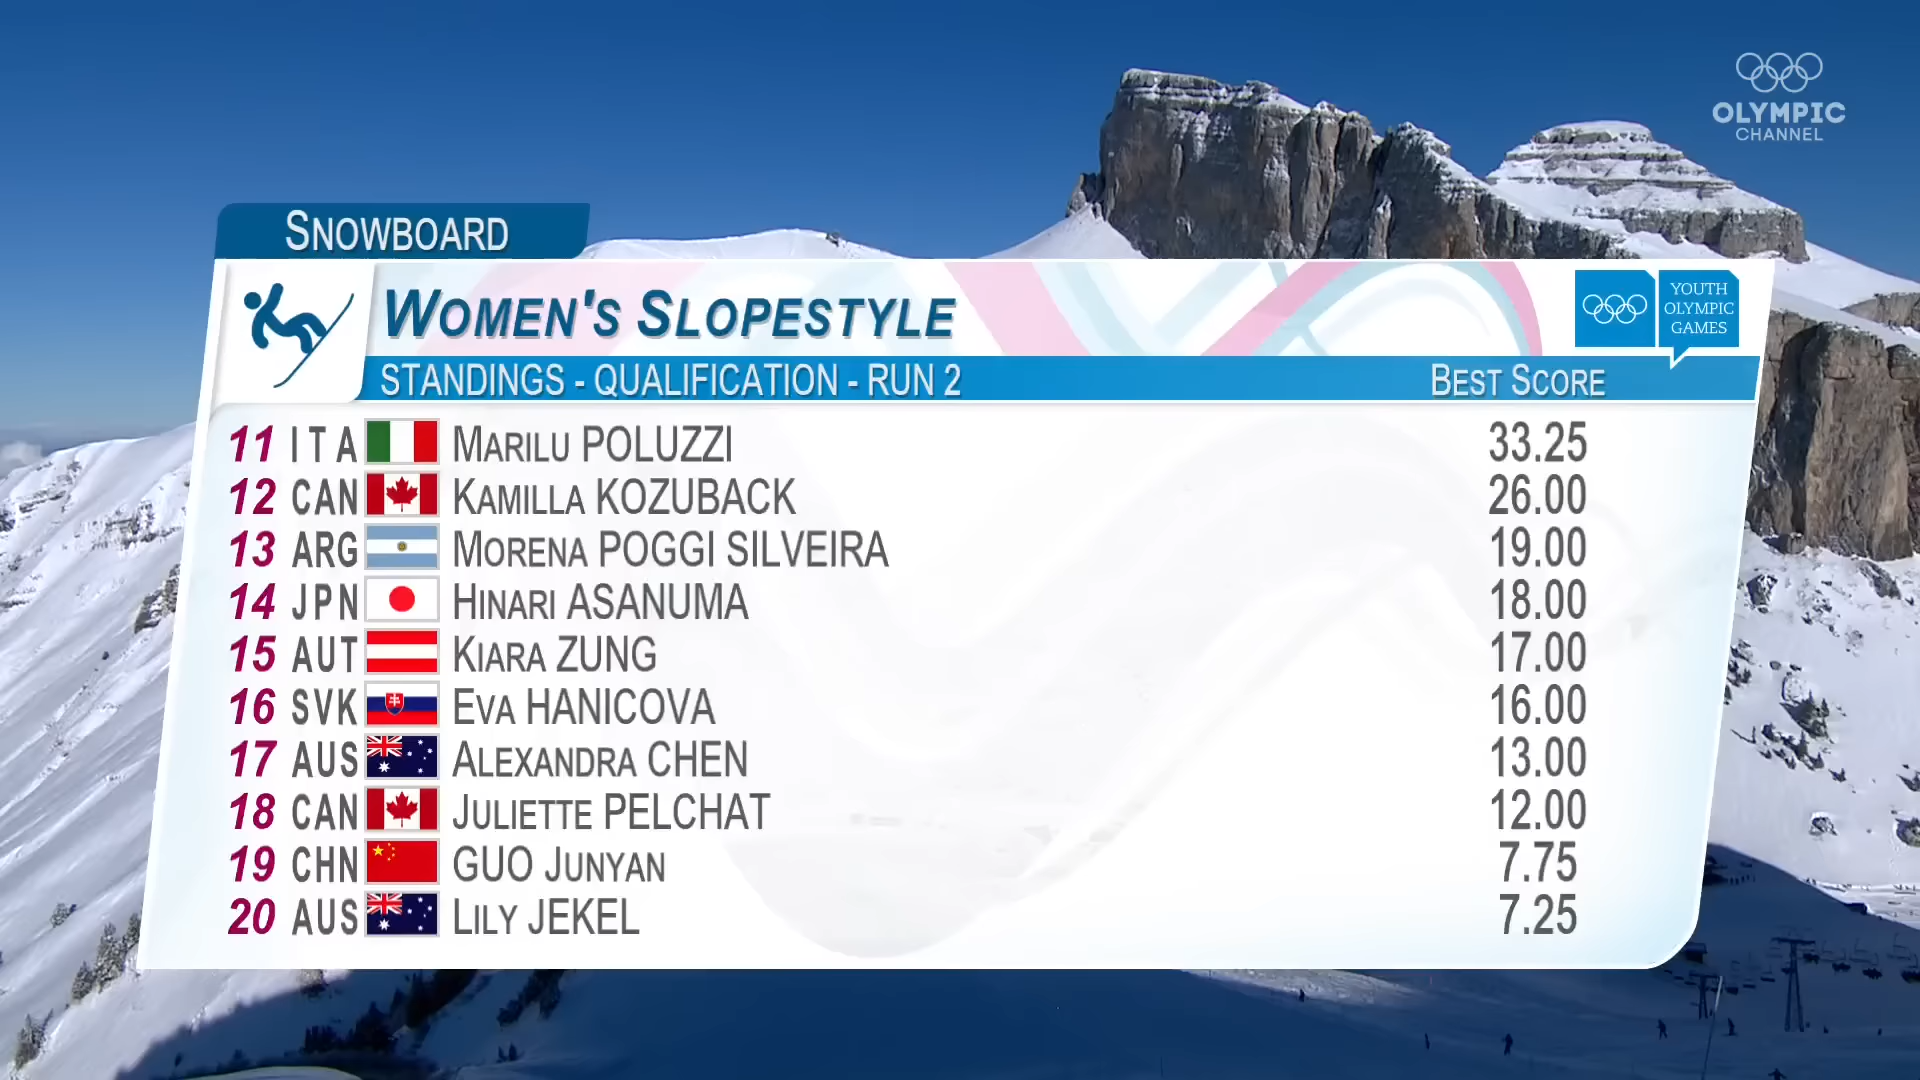 OLYMPIC
CHANNEL
SNOWBOARD
WOMEN'S SLOPESTYLE
YOUTH
OLYMPIC
GAMES
STANDINGS - QUALIFICATION - RUN 2 BEST SCORE
11 ITA MARILU POLUZZI 33.25
12 CAN KAMILLA KOZUBACK 26.00
13 ARG MORENA POGGI SILVEIRA 19.00
14 JPN HINARI ASANUMA 18.00
15 AUT KIARA ZUNG 17.00
16 SVK EVA HANICOVA 16.00
17 AUS ALEXANDRA CHEN 13.00
18 CAN JULIETTE PELCHAT 12.00
19 CHN GUO JUNYAN 7.75
20 AUS LILY JEKEL 7.25